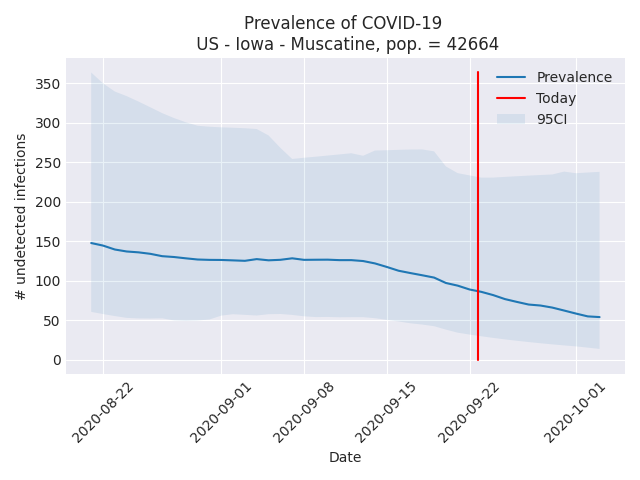 Prevalence of COVID-19
US - Iowa - Muscatine, pop. = 42664
Prevalence
Today
95CI
# undetected infections
350
300
250
200
150
100
50
0
2020-08-22
2020-09-01
2020-09-08
2020-09-15
2020-09-22
2020-10-01
Date